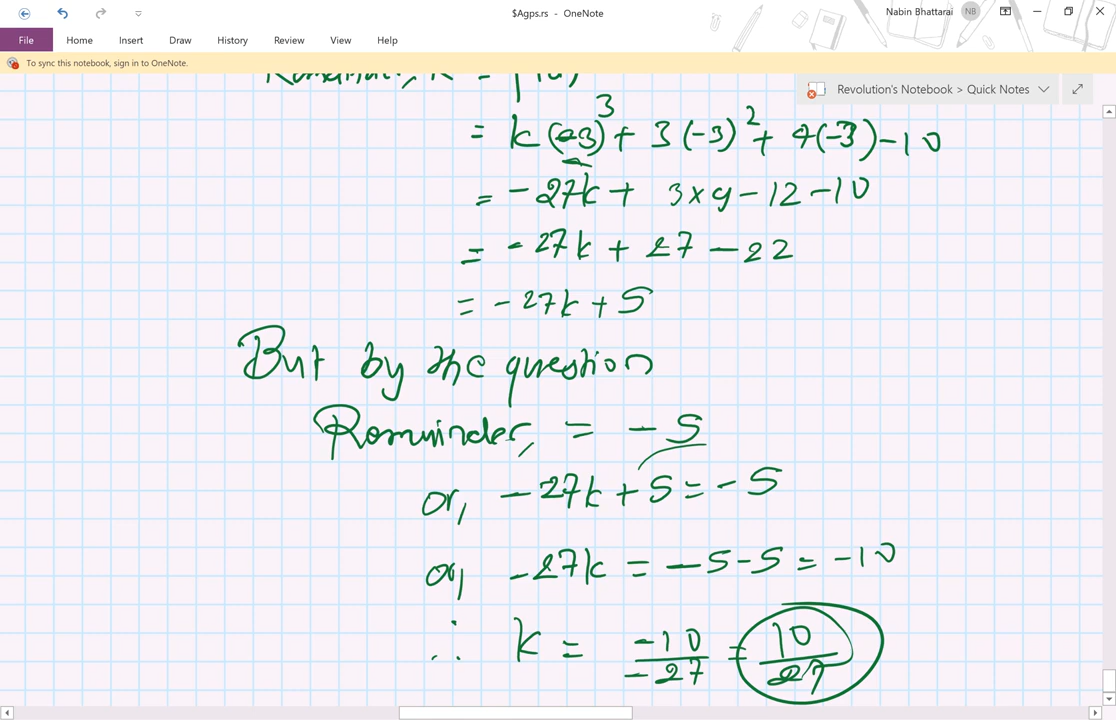 $Agps.rs - OneNote
Nabin Bhattarai NB
File Home Insert Draw History Review View Help
To sync this notebook, sign in to OneNote.
Revolution's Notebook > Quick Notes
= k(-3)³ + 3(-3)² + 4(-3) - 10
= -27k + 3×9 - 12 - 10
= -27k + 27 - 22
= -27k + 5
But by the question
Remainder, = -5
or, -27k + 5 = -5
or, -27k = -5-5 = -10
∴ k = -10/-27 = 10/27